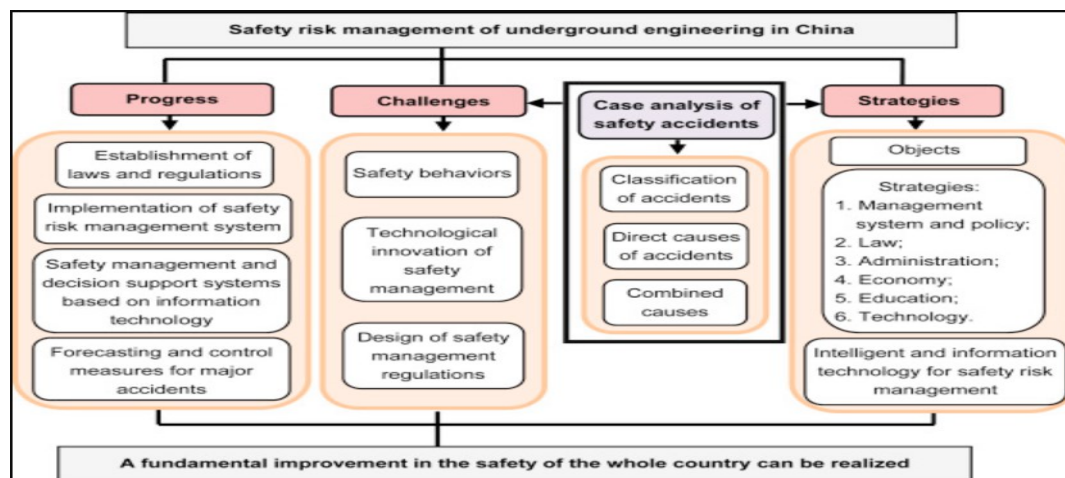 Safety risk management of underground engineering in China
Progress
Establishment of
laws and regulations
Implementation of safety
risk management system
Safety management and
decision support systems
based on information
technology
Forecasting and control
measures for major
accidents
Challenges
Safety behaviors
Technological
innovation of
safety
management
Design of safety
management
regulations
Case analysis of
safety accidents
Classification
of accidents
Direct causes
of accidents
Combined
causes
Strategies
Objects
Strategies:
1. Management
system and policy;
2. Law;
3. Administration;
4. Economy;
5. Education;
6. Technology.
Intelligent and information
technology for safety risk
management
A fundamental improvement in the safety of the whole country can be realized